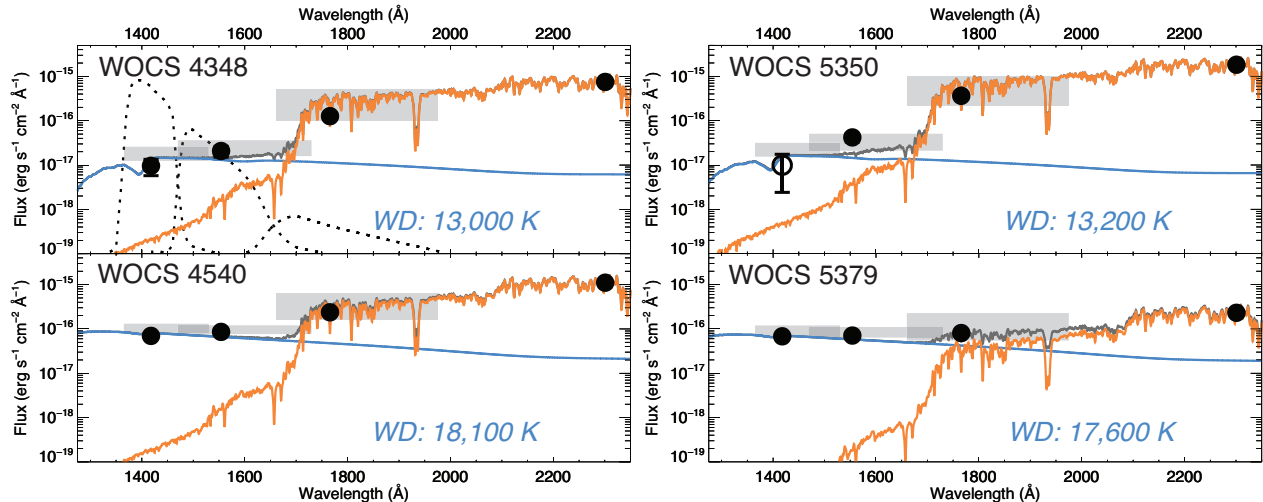 Wavelength (Å)
1400 1600 1800 2000 2200
Wavelength (Å)
1400 1600 1800 2000 2200
Flux (erg s⁻¹ cm⁻² Å⁻¹)
10⁻¹⁵
10⁻¹⁶
10⁻¹⁷
10⁻¹⁸
10⁻¹⁹
WOCS 4348
WD: 13,000 K
Flux (erg s⁻¹ cm⁻² Å⁻¹)
10⁻¹⁵
10⁻¹⁶
10⁻¹⁷
10⁻¹⁸
10⁻¹⁹
WOCS 5350
WD: 13,200 K
Flux (erg s⁻¹ cm⁻² Å⁻¹)
10⁻¹⁵
10⁻¹⁶
10⁻¹⁷
10⁻¹⁸
10⁻¹⁹
WOCS 4540
WD: 18,100 K
1400 1600 1800 2000 2200
Wavelength (Å)
Flux (erg s⁻¹ cm⁻² Å⁻¹)
10⁻¹⁵
10⁻¹⁶
10⁻¹⁷
10⁻¹⁸
10⁻¹⁹
WOCS 5379
WD: 17,600 K
1400 1600 1800 2000 2200
Wavelength (Å)